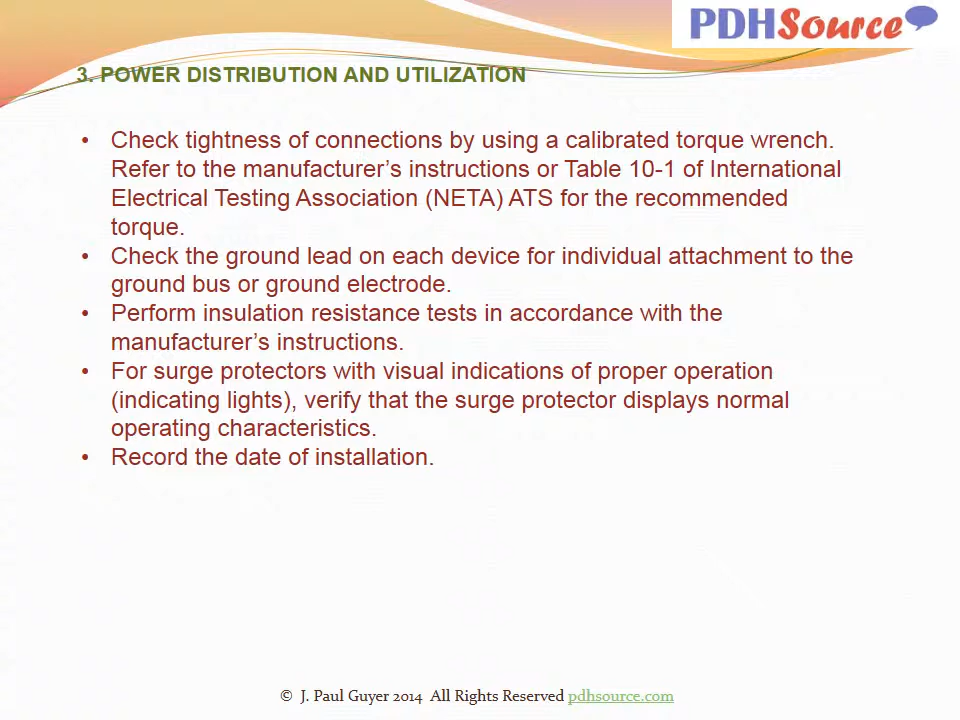 PDHSource
3. POWER DISTRIBUTION AND UTILIZATION
• Check tightness of connections by using a calibrated torque wrench.
Refer to the manufacturer’s instructions or Table 10-1 of International
Electrical Testing Association (NETA) ATS for the recommended
torque.
• Check the ground lead on each device for individual attachment to the
ground bus or ground electrode.
• Perform insulation resistance tests in accordance with the
manufacturer’s instructions.
• For surge protectors with visual indications of proper operation
(indicating lights), verify that the surge protector displays normal
operating characteristics.
• Record the date of installation.
© J. Paul Guyer 2014 All Rights Reserved pdhsource.com